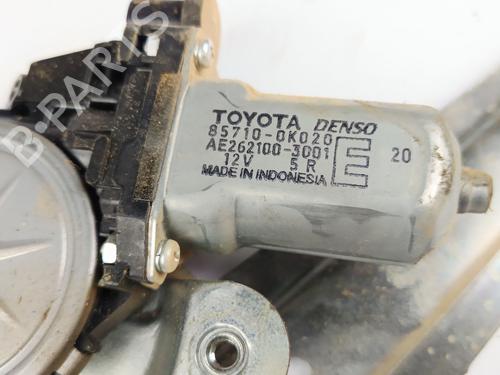 B-PARTS
TOYOTA DENSO
85710-0K020
AE262100-3001
12V 5 R
MADE IN INDONESIA
E
20